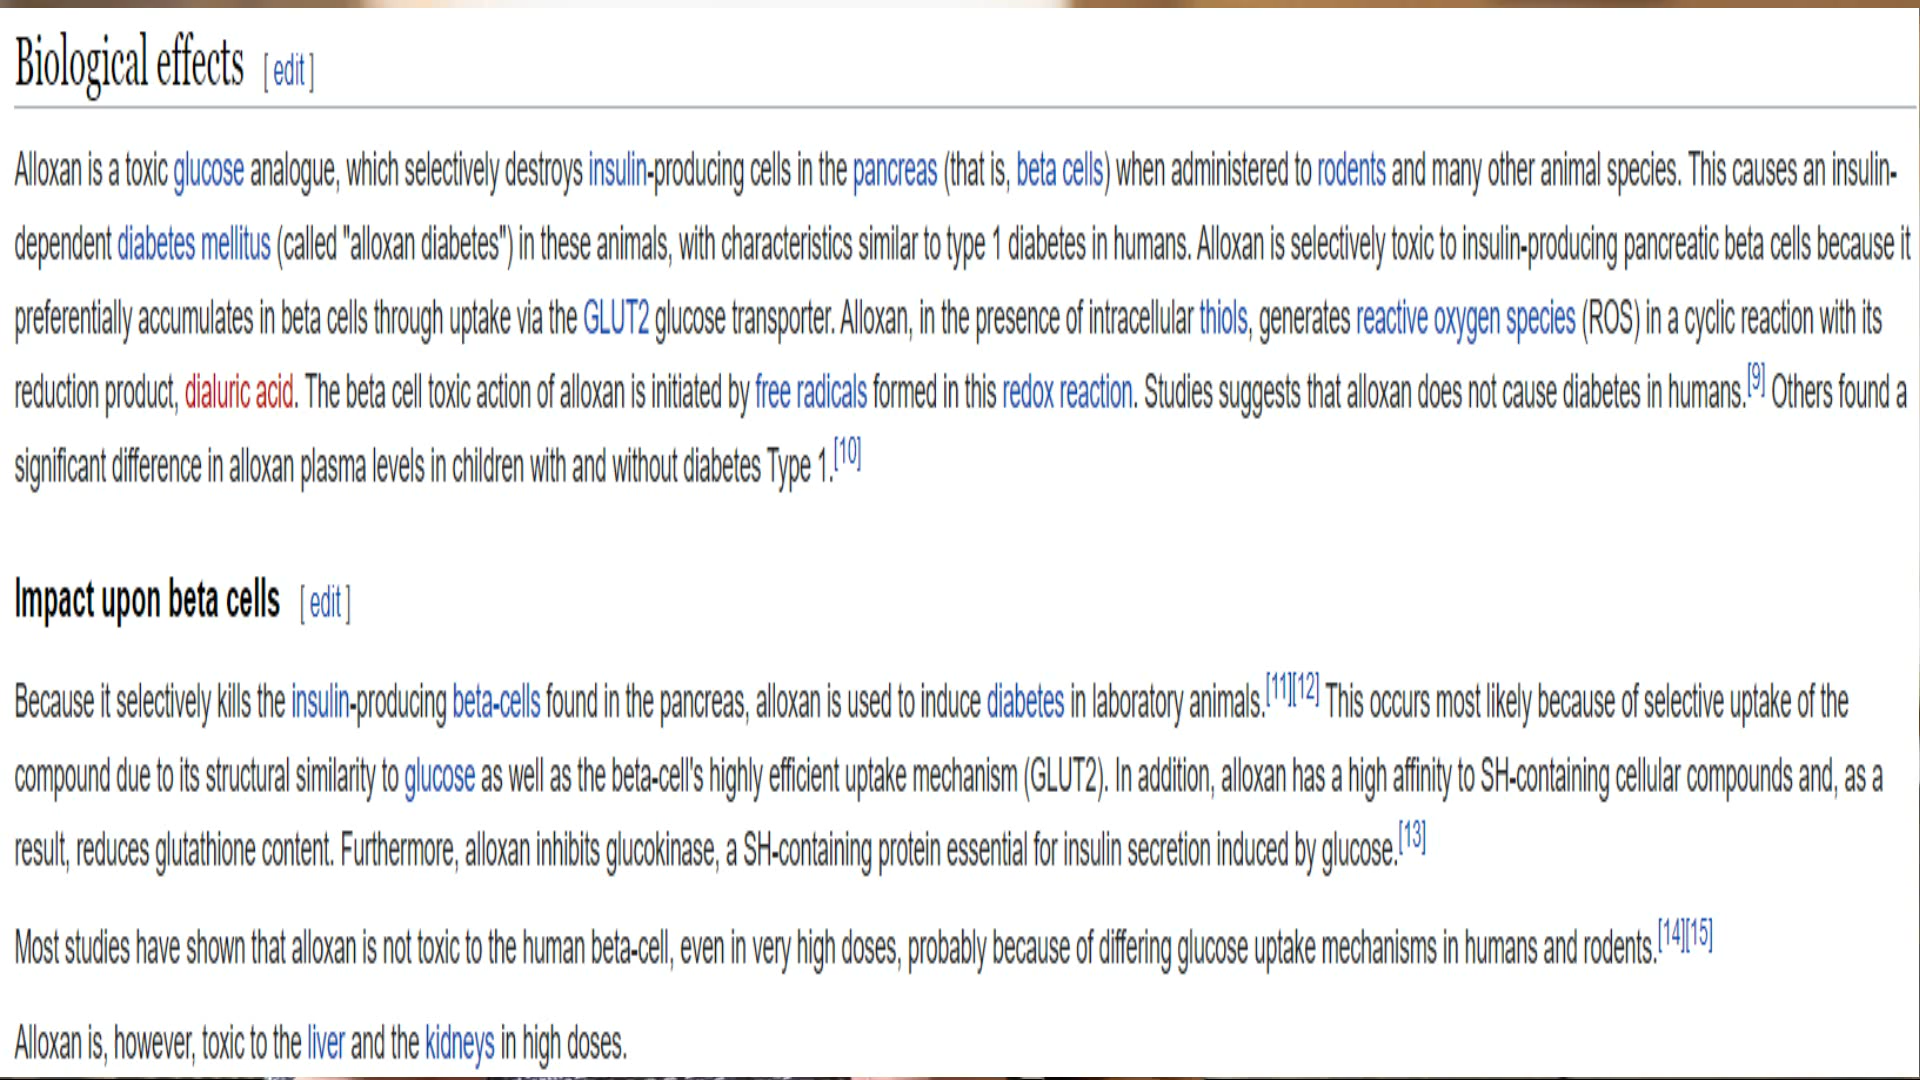 Biological effects [ edit ]
Alloxan is a toxic glucose analogue, which selectively destroys insulin-producing cells in the pancreas (that is, beta cells) when administered to rodents and many other animal species. This causes an insulin-
dependent diabetes mellitus (called "alloxan diabetes") in these animals, with characteristics similar to type 1 diabetes in humans. Alloxan is selectively toxic to insulin-producing pancreatic beta cells because it
preferentially accumulates in beta cells through uptake via the GLUT2 glucose transporter. Alloxan, in the presence of intracellular thiols, generates reactive oxygen species (ROS) in a cyclic reaction with its
reduction product, dialuric acid. The beta cell toxic action of alloxan is initiated by free radicals formed in this redox reaction. Studies suggests that alloxan does not cause diabetes in humans.[9] Others found a
significant difference in alloxan plasma levels in children with and without diabetes Type 1.[10]
Impact upon beta cells [ edit ]
Because it selectively kills the insulin-producing beta-cells found in the pancreas, alloxan is used to induce diabetes in laboratory animals.[11][12] This occurs most likely because of selective uptake of the
compound due to its structural similarity to glucose as well as the beta-cell's highly efficient uptake mechanism (GLUT2). In addition, alloxan has a high affinity to SH-containing cellular compounds and, as a
result, reduces glutathione content. Furthermore, alloxan inhibits glucokinase, a SH-containing protein essential for insulin secretion induced by glucose.[13]
Most studies have shown that alloxan is not toxic to the human beta-cell, even in very high doses, probably because of differing glucose uptake mechanisms in humans and rodents.[14][15]
Alloxan is, however, toxic to the liver and the kidneys in high doses.